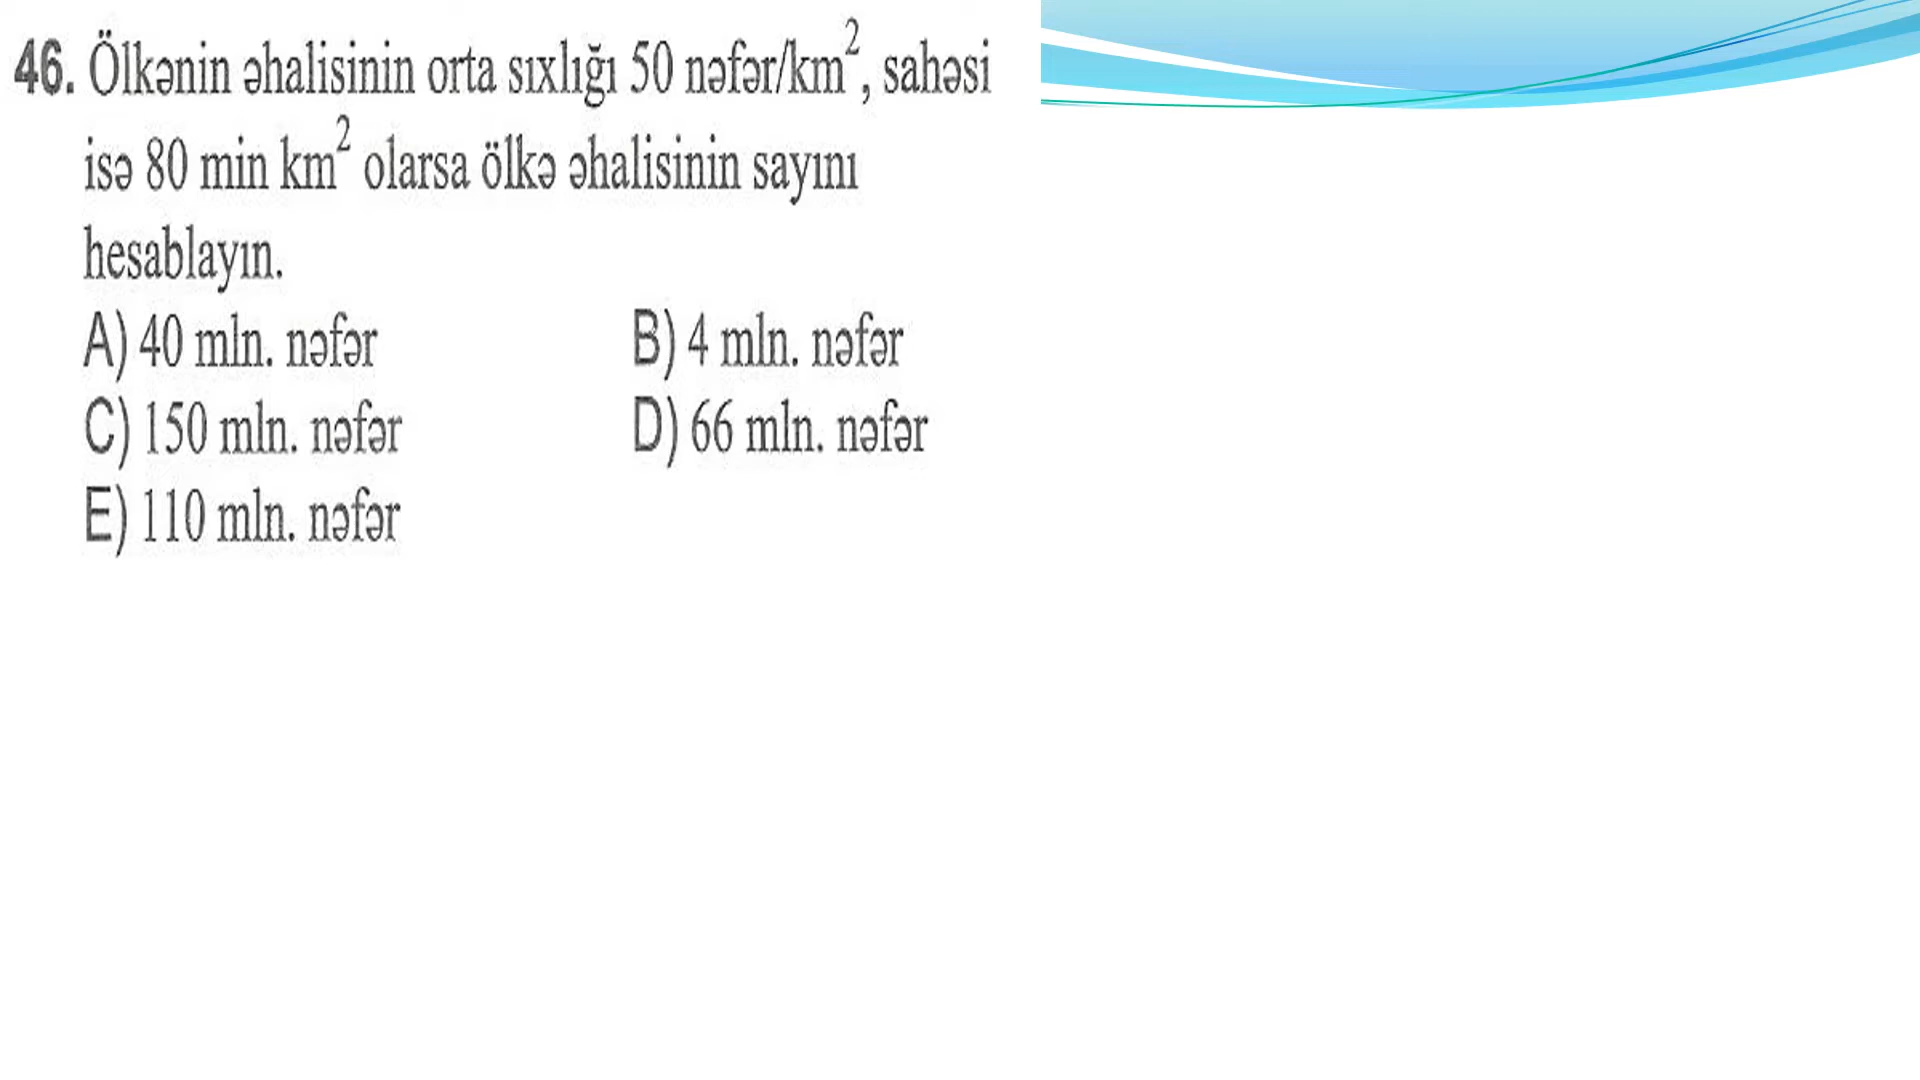 46. Ölkənin əhalisinin orta sıxlığı 50 nəfər/km², sahəsi
isə 80 min km² olarsa ölkə əhalisinin sayını
hesablayın.
A) 40 mln. nəfər B) 4 mln. nəfər
C) 150 mln. nəfər D) 66 mln. nəfər
E) 110 mln. nəfər